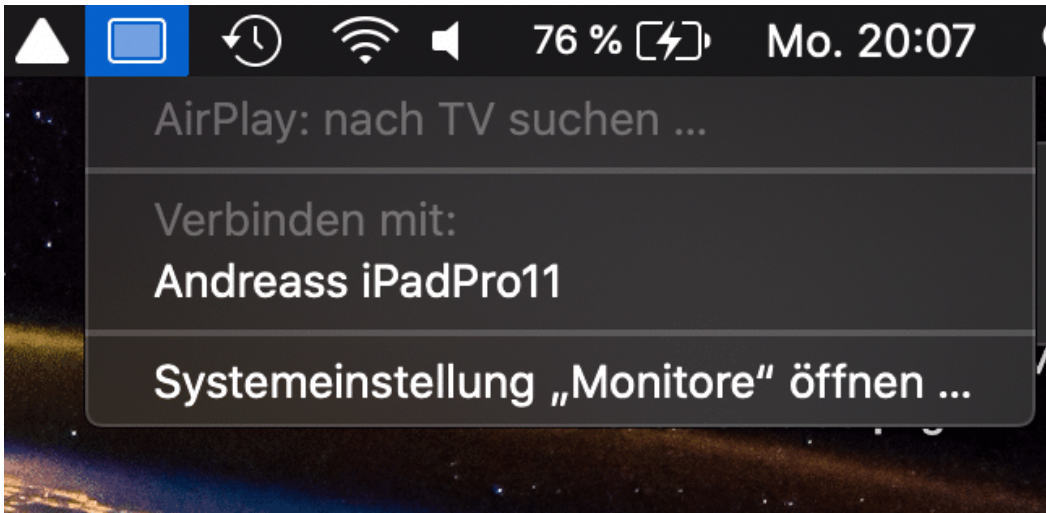 76 % Mo. 20:07
AirPlay: nach TV suchen ...
Verbinden mit:
Andreass iPadPro11
Systemeinstellung „Monitore“ öffnen ...